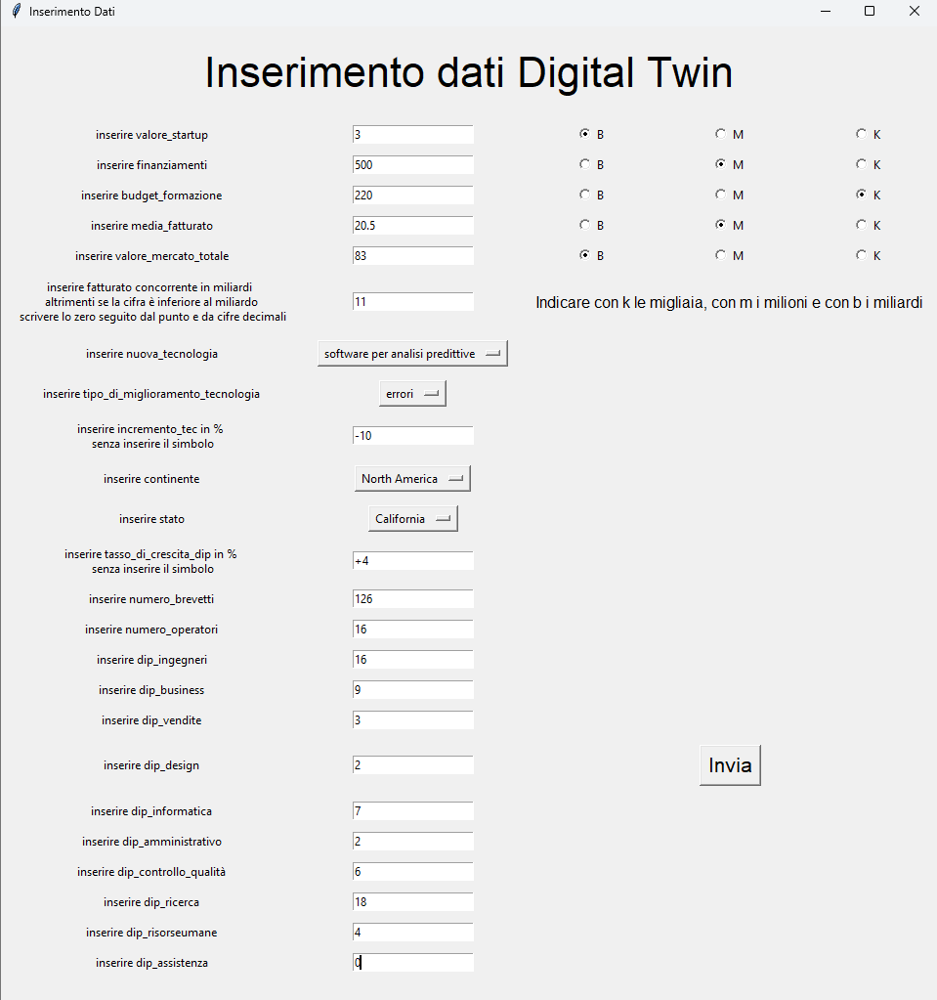 Inserimento Dati
Inserimento dati Digital Twin
inserire valore_startup 3 B M K
inserire finanziamenti 500 B M K
inserire budget_formazione 220 B M K
inserire media_fatturato 20.5 B M K
inserire valore_mercato_totale 83 B M K
inserire fatturato concorrente in miliardi
altrimenti se la cifra è inferiore al miliardo
scrivere lo zero seguito dal punto e da cifre decimali
11
Indicare con k le migliaia, con m i milioni e con b i miliardi
inserire nuova_tecnologia software per analisi predittive
inserire tipo_di_miglioramento_tecnologia errori
inserire incremento_tec in %
senza inserire il simbolo
-10
inserire continente North America
inserire stato California
inserire tasso_di_crescita_dip in %
senza inserire il simbolo
+4
inserire numero_brevetti 126
inserire numero_operatori 16
inserire dip_ingegneri 16
inserire dip_business 9
inserire dip_vendite 3
inserire dip_design 2 Invia
inserire dip_informatica 7
inserire dip_amministrativo 2
inserire dip_controllo_qualità 6
inserire dip_ricerca 18
inserire dip_risorseumane 4
inserire dip_assistenza 0